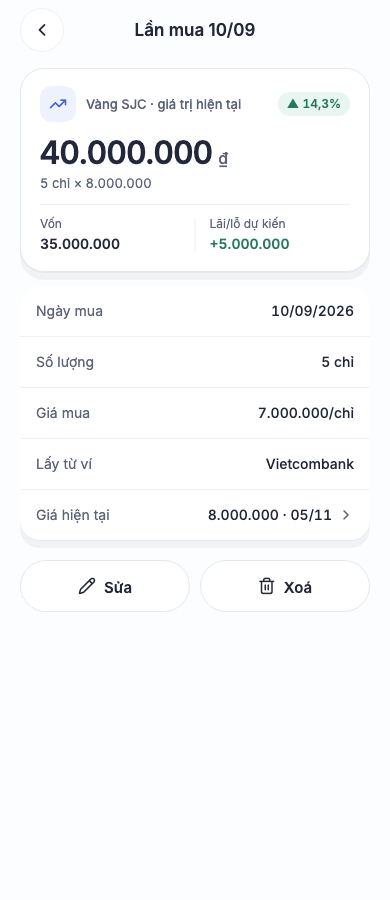 Lần mua 10/09
Vàng SJC · giá trị hiện tại
▲ 14,3%
40.000.000 ₫
5 chỉ × 8.000.000
Vốn
35.000.000
Lãi/lỗ dự kiến
+5.000.000
Ngày mua 10/09/2026
Số lượng 5 chỉ
Giá mua 7.000.000/chỉ
Lấy từ ví Vietcombank
Giá hiện tại 8.000.000 · 05/11
Sửa
Xoá